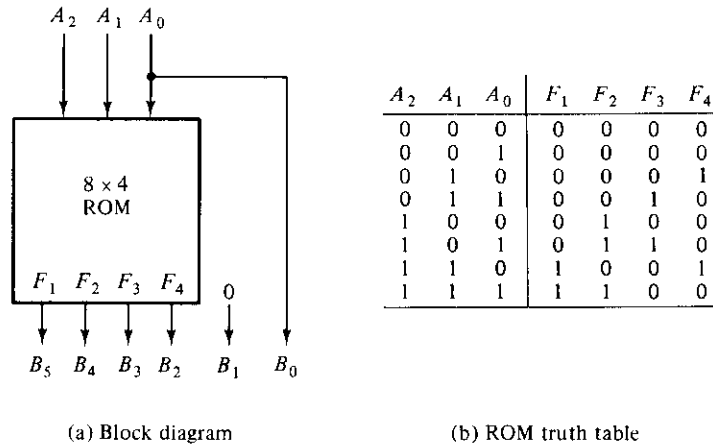 A₂ A₁ A₀
8 × 4
ROM
F₁ F₂ F₃ F₄
0
B₅ B₄ B₃ B₂ B₁ B₀
(a) Block diagram
A₂ A₁ A₀ F₁ F₂ F₃ F₄
0 0 0 0 0 0 0
0 0 1 0 0 0 0
0 1 0 0 0 0 1
0 1 1 0 0 1 0
1 0 0 0 1 0 0
1 0 1 0 1 1 0
1 1 0 1 0 0 1
1 1 1 1 1 0 0
(b) ROM truth table